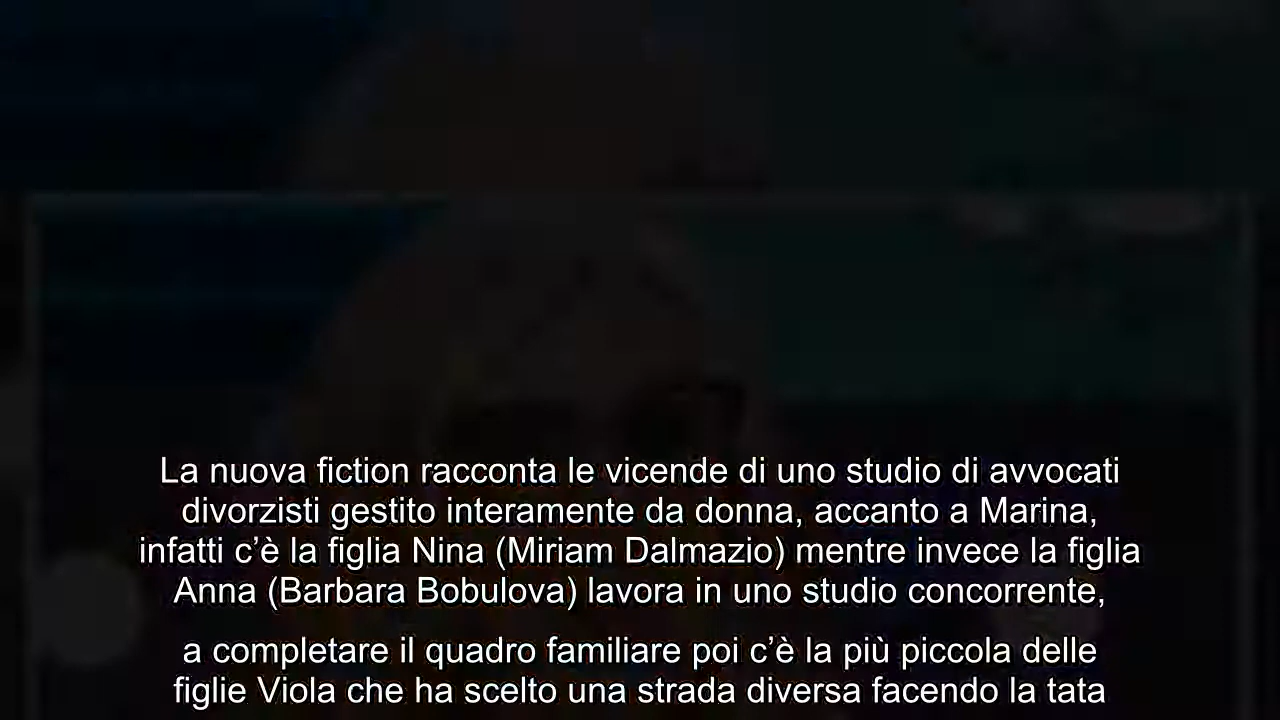 La nuova fiction racconta le vicende di uno studio di avvocati
divorzisti gestito interamente da donna, accanto a Marina,
infatti c’è la figlia Nina (Miriam Dalmazio) mentre invece la figlia
Anna (Barbara Bobulova) lavora in uno studio concorrente,
a completare il quadro familiare poi c’è la più piccola delle
figlie Viola che ha scelto una strada diversa facendo la tata